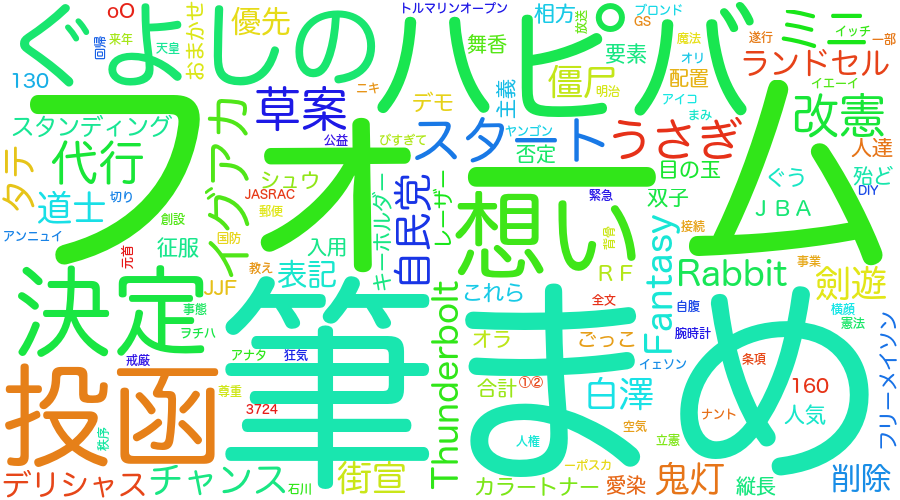 ぐよしの
ハピバ
ミニ
トルマリンオープン
oO
おまかせ
優先
相方
ブロンド
GS
放送
魔法
遂行
イッチ
一部
回帰
来年
天皇
舞香
要素
オリ
ランドセル
130
ニキ
デモ
主義
僵尸
明治
配置
アイコ
イエーイ
改憲
草案
スタンディング
イグアカ
フォーム
公益
びすぎて
スタート
ヤンゴン
否定
うさぎ
まみ
人達
タテ
代行
シュウ
JASRAC
郵便
キーホルダー
自民党
レーザー
想い
緊急
目の玉
双子
ぐう
殆ど
DIY
JBA
道士
切り
創設
アンニュイ
元首
征服
国防
教え
入用
背骨
接続
Fantasy
事業
決定
JJF
表記
これら
RF
Rabbit
劍遊
事態
ヲチハ
筆まめ
全文
自腹
腕時計
横顔
憲法
フリーメイソン
戒厳
アナタ
狂気
Thunderbolt
オラ
ごっこ
イェソン
条項
投函
尊重
3724
合計
①②
白澤
160
ナント
人気
秩序
人権
空気
立憲
デリシャス
チャンス
石川
街宣
一ポスカ
カラートナー
愛染
鬼灯
縦長
削除